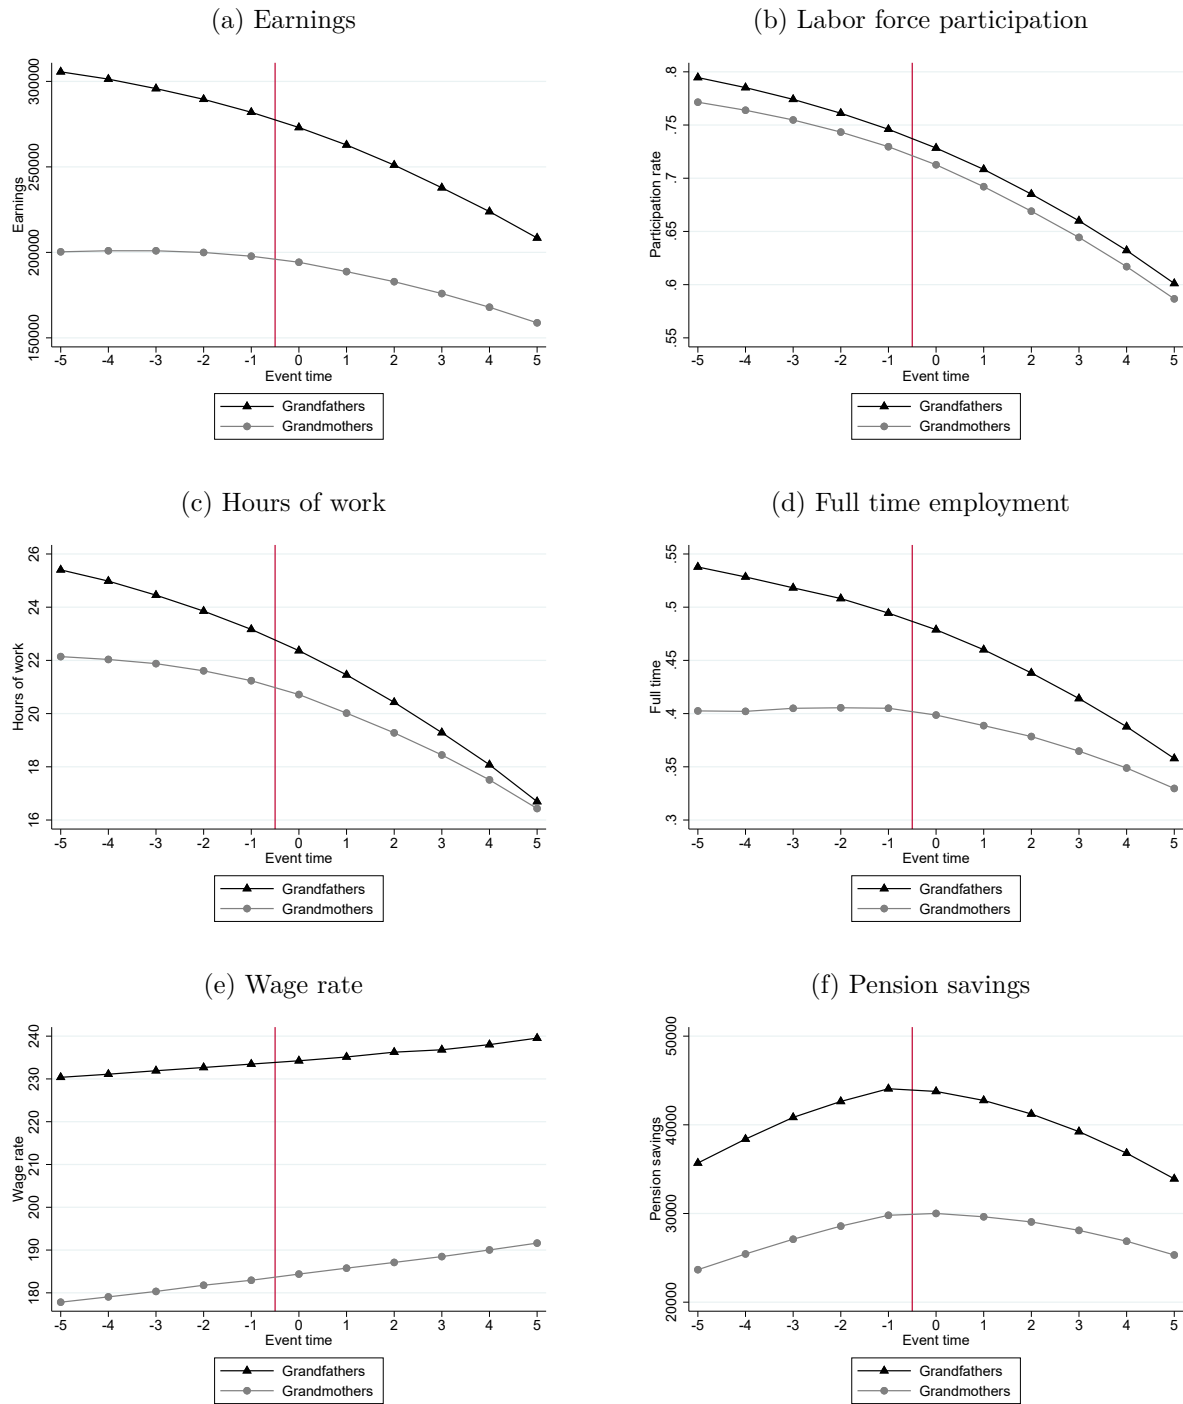 (a) Earnings
300000
250000
200000
150000
Earnings
-5 -4 -3 -2 -1 0 1 2 3 4 5
Event time
Grandfathers
Grandmothers
(b) Labor force participation
.8
.75
.7
.65
.6
.55
Participation rate
-5 -4 -3 -2 -1 0 1 2 3 4 5
Event time
Grandfathers
Grandmothers
(c) Hours of work
26
24
22
20
18
16
Hours of work
-5 -4 -3 -2 -1 0 1 2 3 4 5
Event time
Grandfathers
Grandmothers
(d) Full time employment
.55
.5
.45
.4
.35
.3
Full time
-5 -4 -3 -2 -1 0 1 2 3 4 5
Event time
Grandfathers
Grandmothers
(e) Wage rate
240
230
220
210
200
190
180
Wage rate
-5 -4 -3 -2 -1 0 1 2 3 4 5
Event time
Grandfathers
Grandmothers
(f) Pension savings
50000
40000
30000
20000
Pension savings
-5 -4 -3 -2 -1 0 1 2 3 4 5
Event time
Grandfathers
Grandmothers